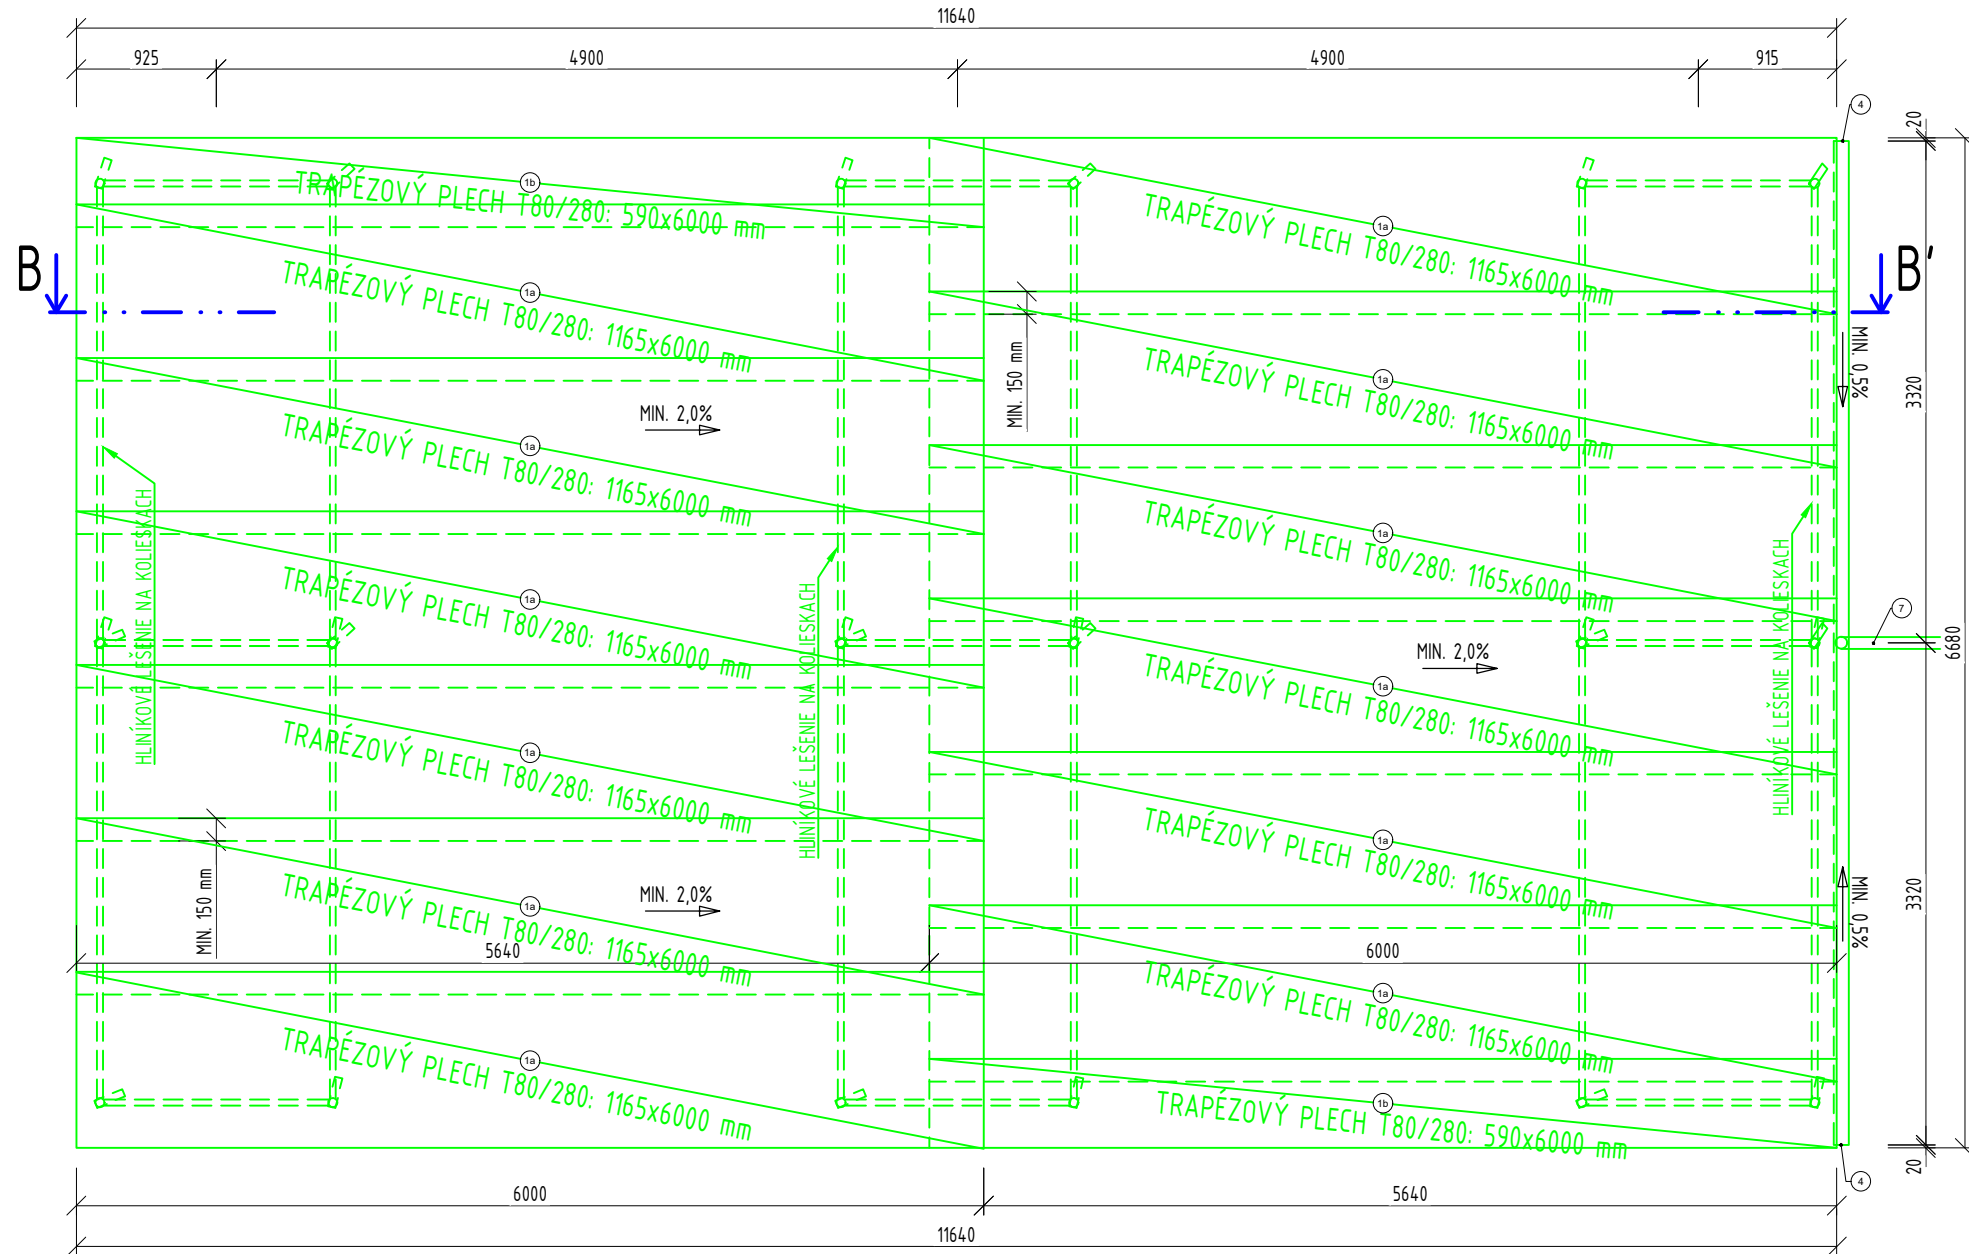 11640
925
4900
4900
915
4
20
1b
TRAPÉZOVÝ PLECH T80/280: 590x6000 mm
1a
TRAPÉZOVÝ PLECH T80/280: 1165x6000 mm
B
B'
1a
TRAPÉZOVÝ PLECH T80/280: 1165x6000 mm
MIN. 150 mm
MIN. 0,5%
3320
1a
TRAPÉZOVÝ PLECH T80/280: 1165x6000 mm
MIN. 2,0%
1a
TRAPÉZOVÝ PLECH T80/280: 1165x6000 mm
HLINÍKOVÉ LEŠENIE NA KOLIESKACH
1a
TRAPÉZOVÝ PLECH T80/280: 1165x6000 mm
HLINÍKOVÉ LEŠENIE NA KOLIESKACH
HLINÍKOVÉ LEŠENIE NA KOLIESKACH
1a
TRAPÉZOVÝ PLECH T80/280: 1165x6000 mm
7
6680
MIN. 2,0%
1a
TRAPÉZOVÝ PLECH T80/280: 1165x6000 mm
1a
TRAPÉZOVÝ PLECH T80/280: 1165x6000 mm
1a
TRAPÉZOVÝ PLECH T80/280: 1165x6000 mm
MIN. 150 mm
MIN. 2,0%
1a
TRAPÉZOVÝ PLECH T80/280: 1165x6000 mm
MIN. 0,5%
3320
5640
6000
1a
TRAPÉZOVÝ PLECH T80/280: 1165x6000 mm
1a
TRAPÉZOVÝ PLECH T80/280: 1165x6000 mm
1b
TRAPÉZOVÝ PLECH T80/280: 590x6000 mm
20
4
6000
5640
11640